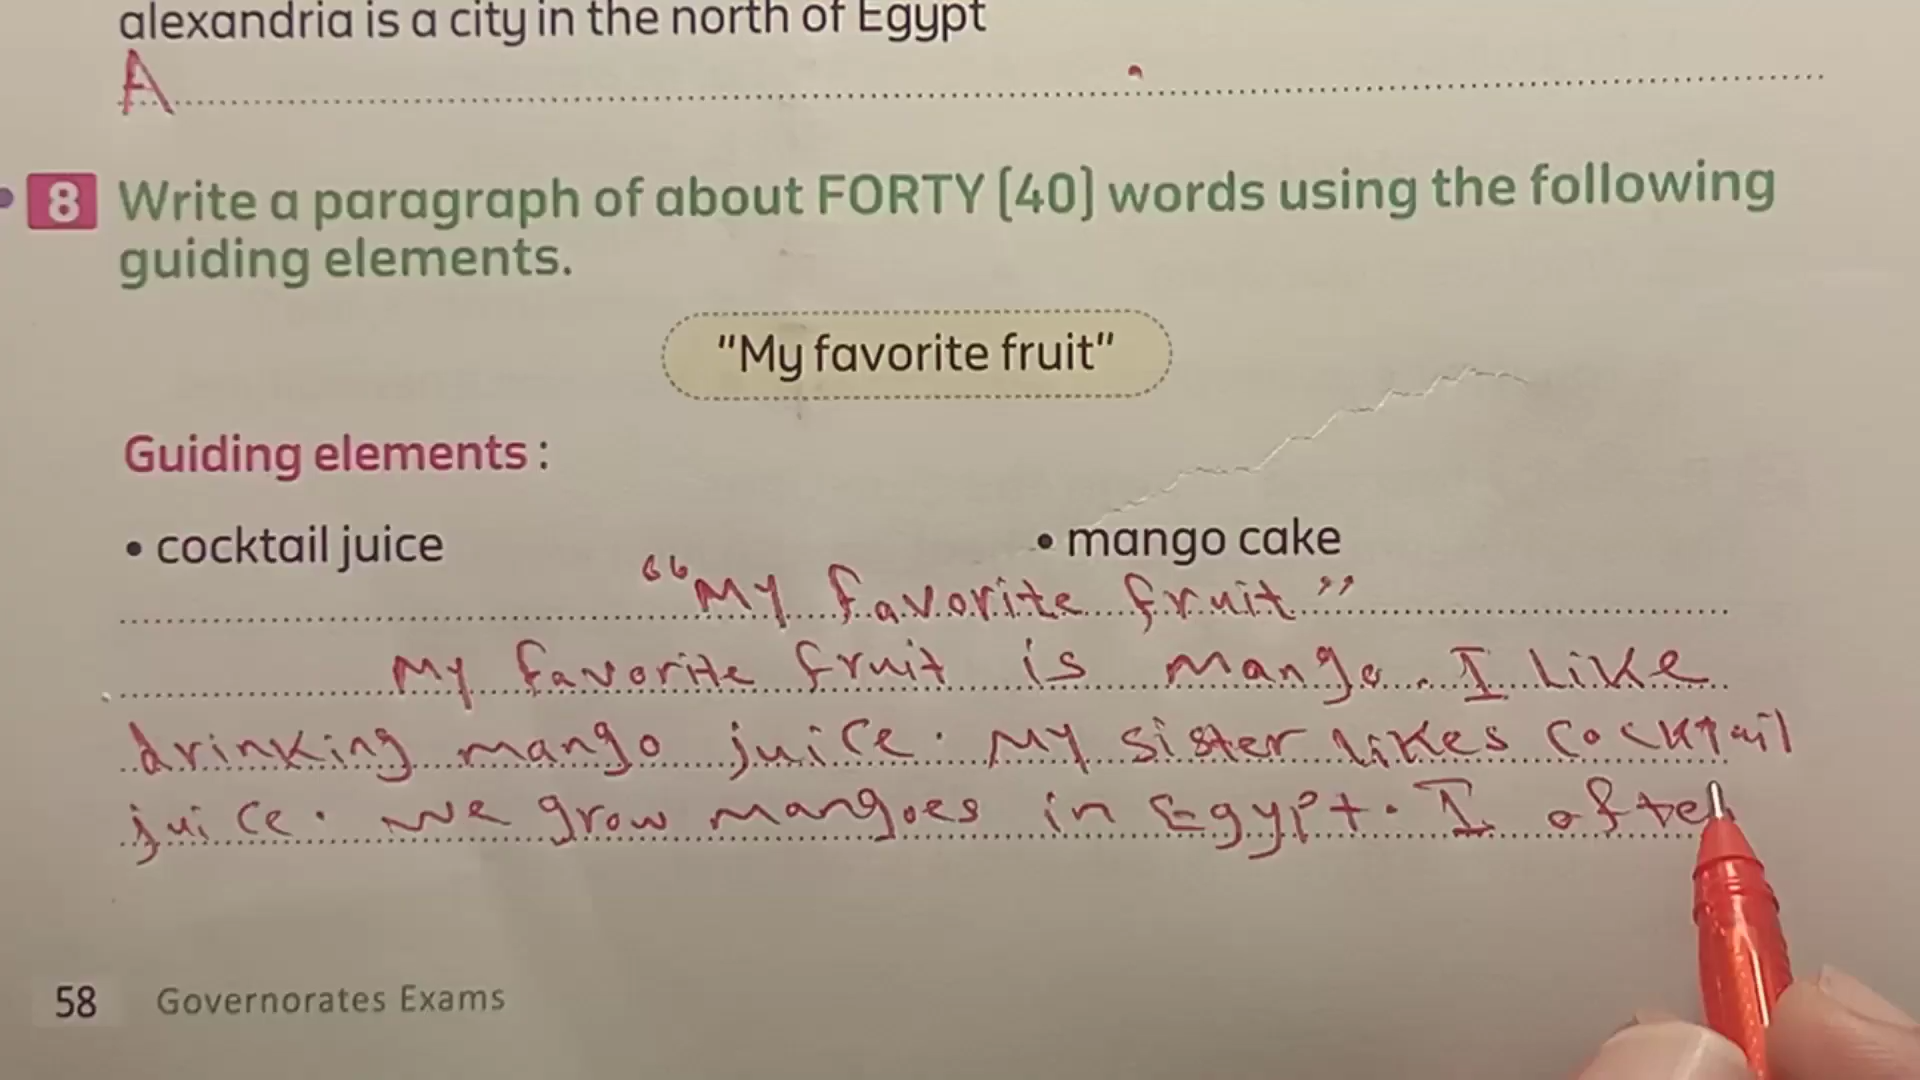 alexandria is a city in the north of Egypt
A .
8 Write a paragraph of about FORTY (40) words using the following
guiding elements.
"My favorite fruit"
Guiding elements :
• cocktail juice • mango cake
"My favorite fruit"
My favorite fruit is mango. I like
drinking mango juice. My sister likes cocktail
juice. We grow mangoes in Egypt. I often
58 Governorates Exams